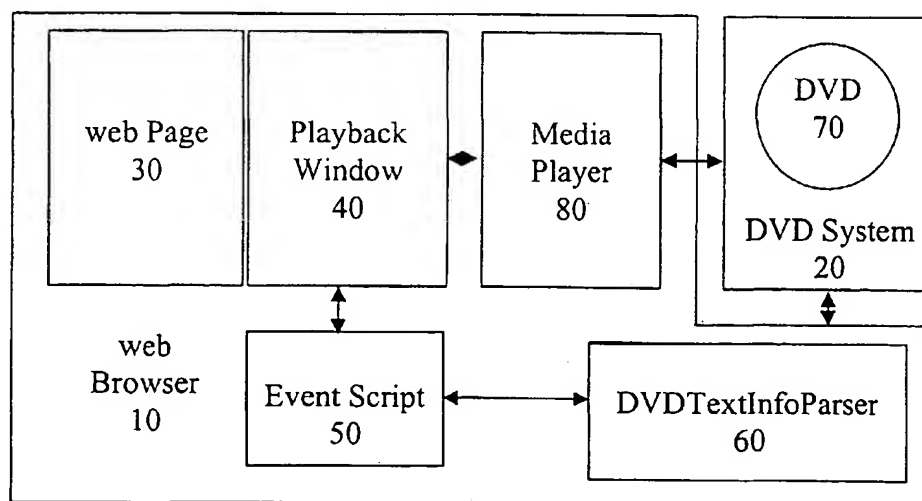 web Page
30
Playback
Window
40
Media
Player
80
DVD
70
DVD System
20
web
Browser
10
Event Script
50
DVDTextInfoParser
60